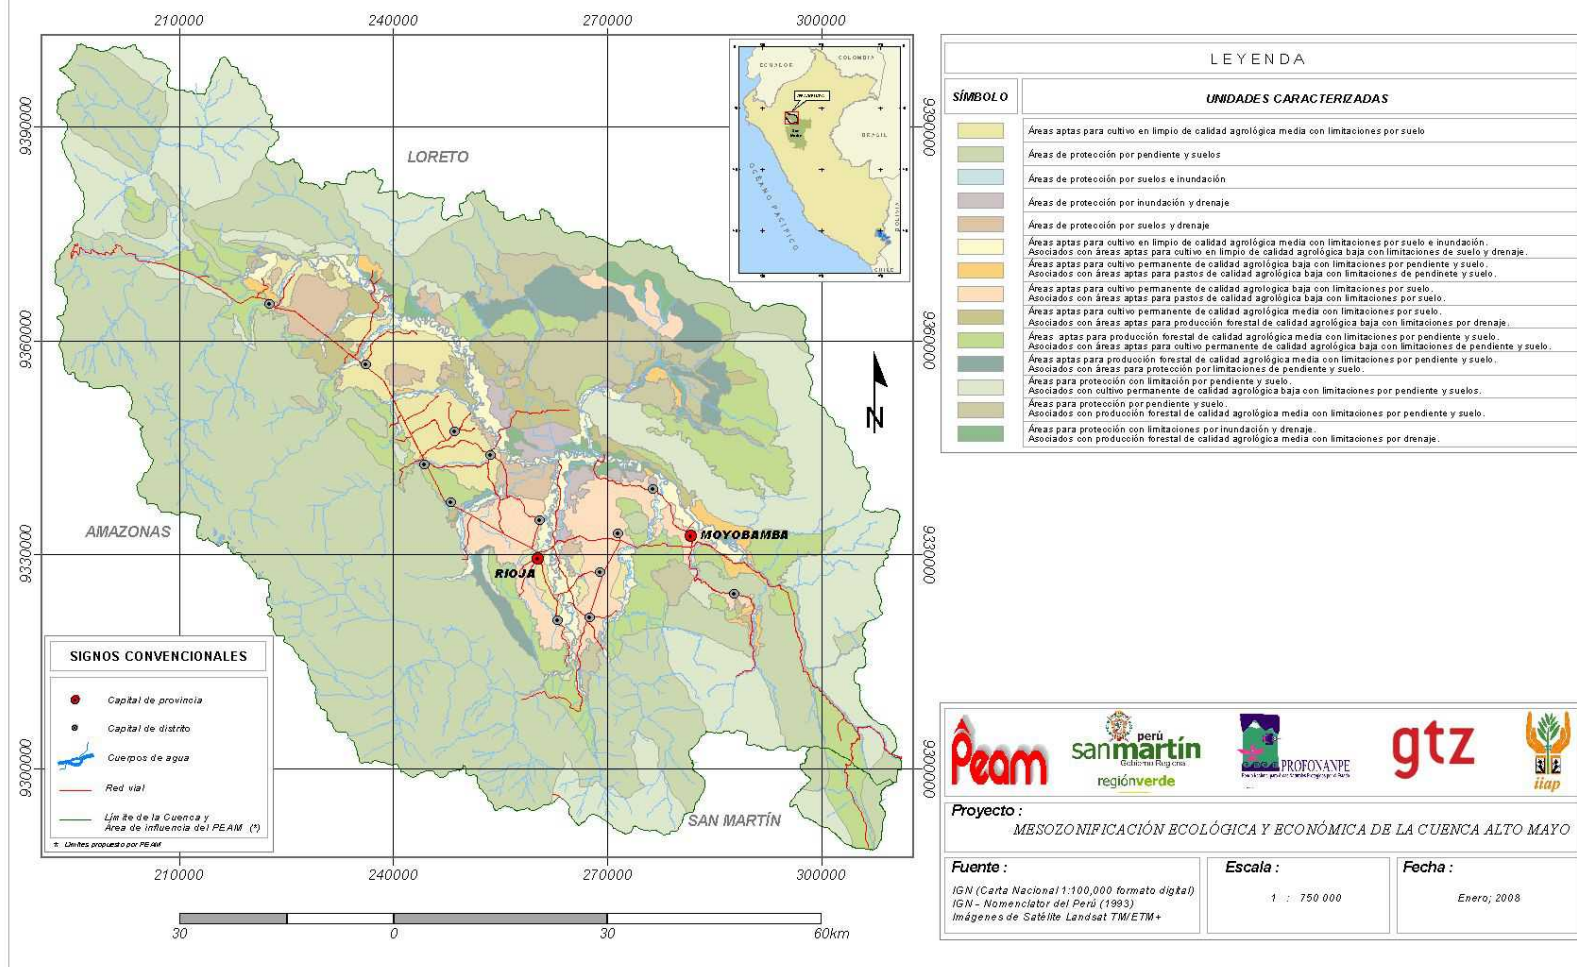 210000
240000
270000
300000
9390000
9360000
9330000
9300000
LORETO
AMAZONAS
SAN MARTÍN
MOYOBAMBA
RIOJA
N
ECUADOR
COLOMBIA
BRASIL
BOLIVIA
CHILE
OCÉANO PACÍFICO
San Martín
9390000
9360000
9330000
9300000
SIGNOS CONVENCIONALES
Capital de provincia
Capital de distrito
Cuerpos de agua
Red vial
Límite de la Cuenca y
Área de influencia del PEAM (*)
* Límites propuesto por PEAM
210000
240000
270000
300000
30
0
30
60km
LEYENDA
SÍMBOLO
UNIDADES CARACTERIZADAS
Áreas aptas para cultivo en limpio de calidad agrológica media con limitaciones por suelo
Áreas de protección por pendiente y suelos
Áreas de protección por suelos e inundación
Áreas de protección por inundación y drenaje
Áreas de protección por suelos y drenaje
Áreas aptas para cultivo en limpio de calidad agrológica media con limitaciones por suelo e inundación.
Asociados con áreas aptas para cultivo en limpio de calidad agrológica baja con limitaciones de suelo y drenaje.
Áreas aptas para cultivo permanente de calidad agrológica baja con limitaciones por pendiente y suelo.
Asociados con áreas aptas para pastos de calidad agrológica baja con limitaciones de pendinete y suelo.
Áreas aptas para cultivo permanente de calidad agrologica baja con limitaciones por suelo.
Asociados con áreas aptas para pastos de calidad agrológica baja con limitaciones por suelo.
Áreas aptas para cultivo permanente de calidad agrológica media con limitaciones por suelo.
Asociados con áreas aptas para producción forestal de calidad agrológica baja con limitaciones por drenaje.
Áreas aptas para producción forestal de calidad agrológica media con limitaciones por pendiente y suelo.
Asociados con áreas aptas para cultivo permanente de calidad agrológica baja con limitaciones de pendiente y suelo.
Áreas aptas para producción forestal de calidad agrológica media con limitaciones por pendiente y suelo.
Asociados con áreas para protección por limitaciones de pendiente y suelo.
Áreas para protección con limitación por pendiente y suelo.
Asociados con cultivo permanente de calidad agrológica baja con limitaciones por pendiente y suelos.
Áreas para protección por pendiente y suelo.
Asociados con producción forestal de calidad agrológica media con limitaciones por pendiente y suelo.
Áreas para protección con limitaciones por inundación y drenaje.
Asociados con producción forestal de calidad agrológica media con limitaciones por drenaje.
Peam
perú
sanmartín
Gobierno Regional
regiónverde
PROFONANPE
gtz
iiap
Proyecto :
MESOZONIFICACIÓN ECOLÓGICA Y ECONÓMICA DE LA CUENCA ALTO MAYO
Fuente :
IGN (Carta Nacional 1:100,000 formato digital)
IGN - Nomenclator del Perú (1993)
Imágenes de Satélite Landsat TM/ETM+
Escala :
1 : 750 000
Fecha :
Enero; 2008